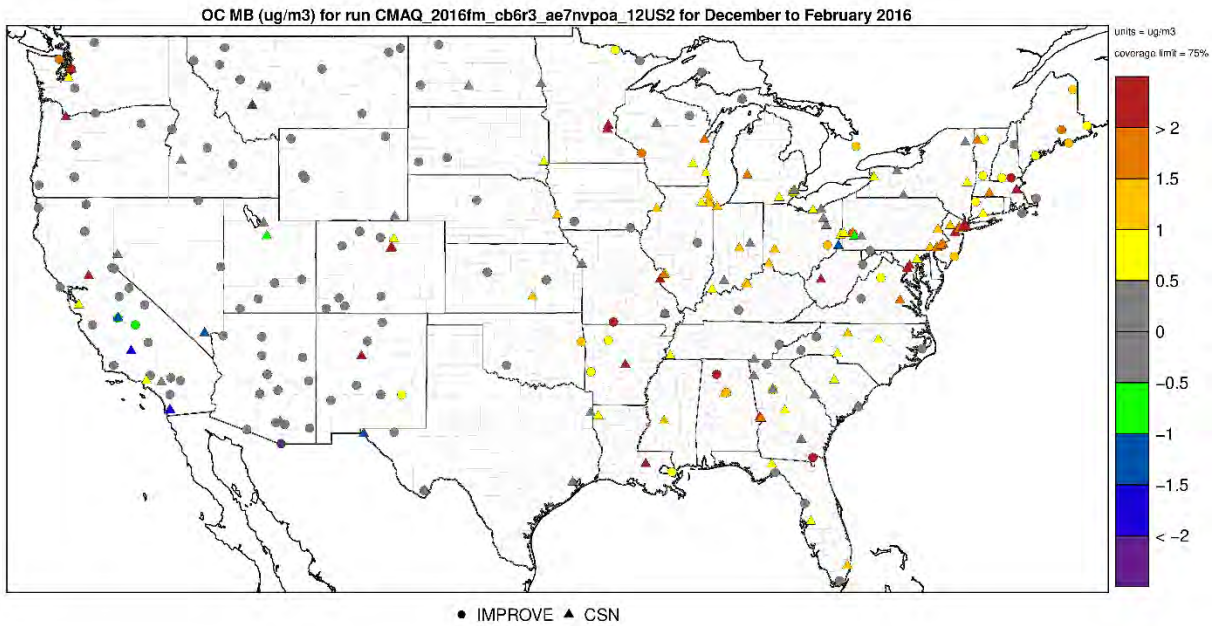 OC MB (ug/m3) for run CMAQ_2016fm_cb6r3_ae7nvpoa_12US2 for December to February 2016
units = ug/m3
coverage limit = 75%
> 2
1.5
1
0.5
0
−0.5
−1
−1.5
< −2
IMPROVE CSN